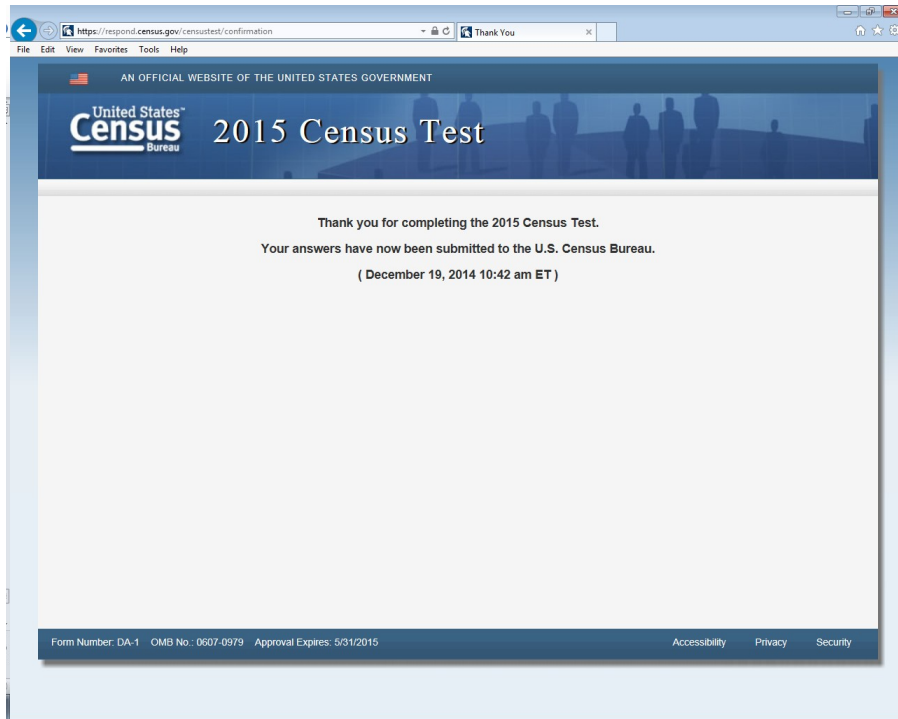 https://respond.census.gov/censustest/confirmation
Thank You
File Edit View Favorites Tools Help
AN OFFICIAL WEBSITE OF THE UNITED STATES GOVERNMENT
United States™
Census
Bureau
2015 Census Test
Thank you for completing the 2015 Census Test.
Your answers have now been submitted to the U.S. Census Bureau.
( December 19, 2014 10:42 am ET )
Form Number: DA-1 OMB No.: 0607-0979 Approval Expires: 5/31/2015 Accessibility Privacy Security